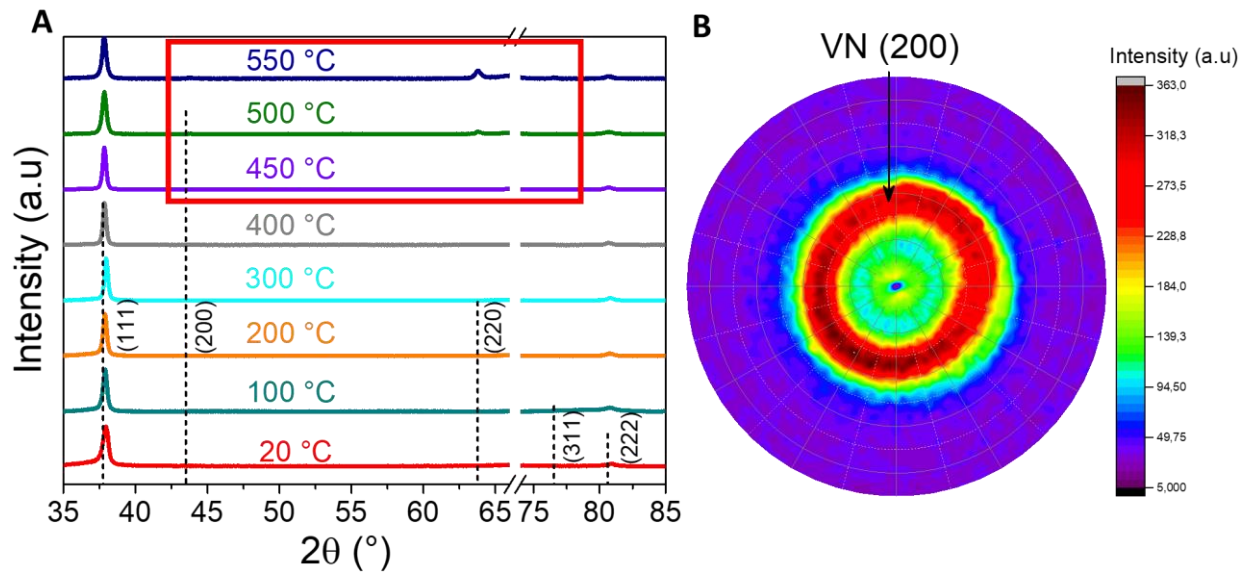 A
550 °C
500 °C
450 °C
400 °C
300 °C
200 °C
100 °C
20 °C
(111)
(200)
(220)
(311)
(222)
Intensity (a.u)
35 40 45 50 55 60 65 75 80 85
2θ (°)
B
VN (200)
Intensity (a.u)
363,0
318,3
273,5
228,8
184,0
139,3
94,50
49,75
5,000